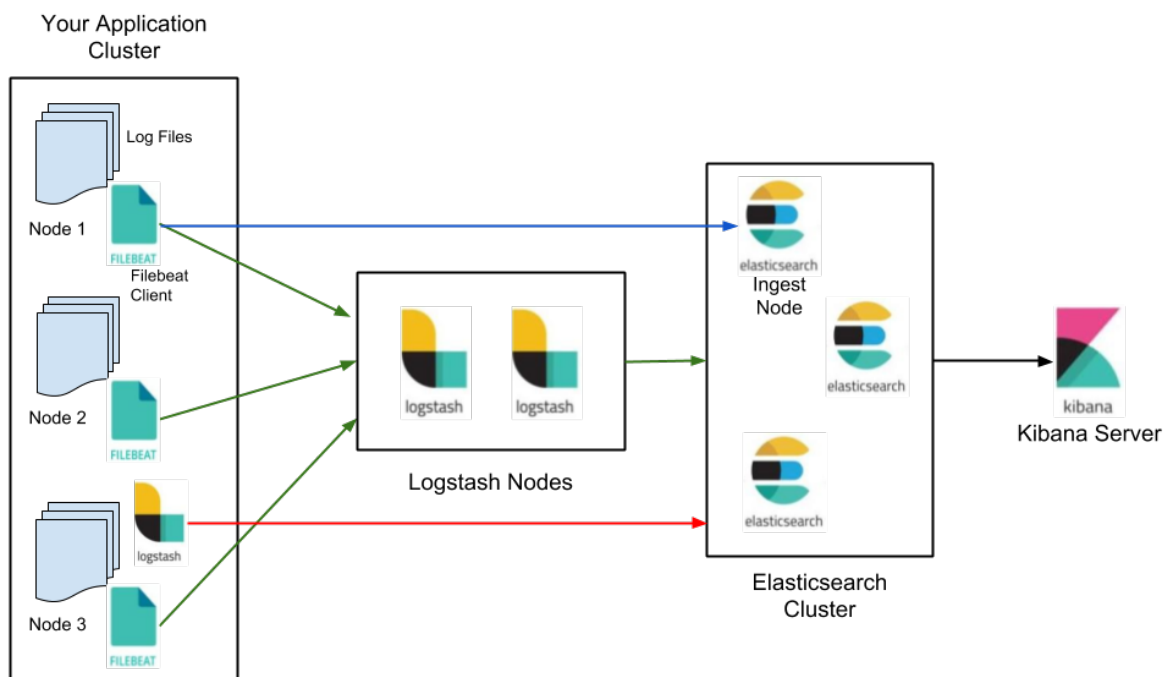 Your Application
Cluster
Log Files
Node 1
FILEBEAT
Filebeat
Client
Node 2
FILEBEAT
logstash
Node 3
FILEBEAT
logstash
logstash
Logstash Nodes
elasticsearch
Ingest
Node
elasticsearch
elasticsearch
Elasticsearch
Cluster
kibana
Kibana Server